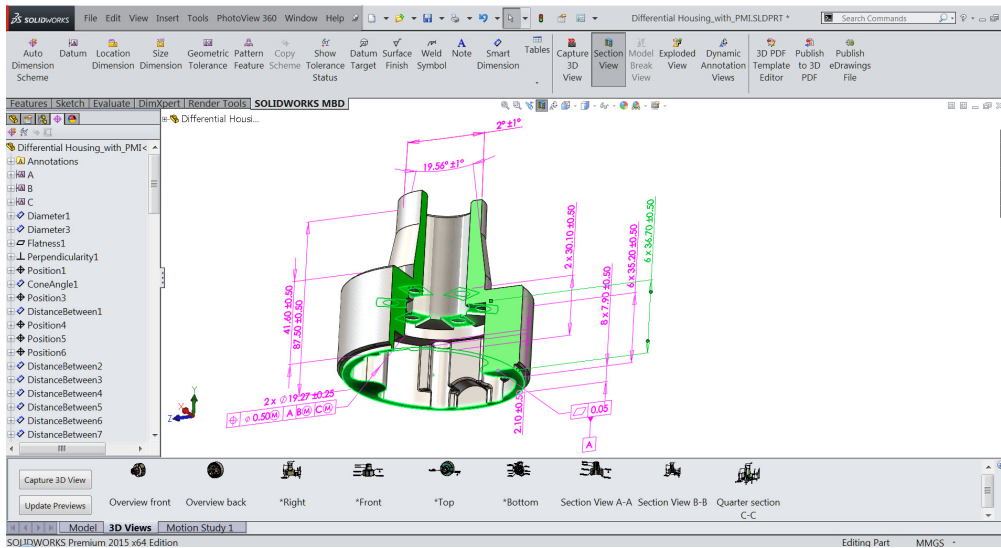 SOLIDWORKS File Edit View Insert Tools PhotoView 360 Window Help Differential Housing_with_PMI.SLDPRT * Search Commands
Auto Dimension Scheme
Datum
Location Dimension
Size Dimension
Geometric Tolerance
Pattern Feature
Copy Scheme
Show Tolerance Status
Datum Target
Surface Finish
Weld Symbol
Note
Smart Dimension
Tables
Capture 3D View
Section View
Model Break View
Exploded View
Dynamic Annotation Views
3D PDF Template Editor
Publish to 3D PDF
Publish eDrawings File
Features Sketch Evaluate DimXpert Render Tools SOLIDWORKS MBD
Differential Housi...
Differential Housing_with_PMI<
Annotations
A
B
C
Diameter1
Diameter3
Flatness1
Perpendicularity1
Position1
ConeAngle1
Position3
DistanceBetween1
Position4
Position5
Position6
DistanceBetween2
DistanceBetween3
DistanceBetween4
DistanceBetween5
DistanceBetween6
DistanceBetween7
2° ±1°
19.56° ±1°
41.60 ±0.50
87.50 ±0.50
2 x 30.10 ±0.50
8 x 7.90 ±0.50
6 x 35.20 ±0.50
6 x 36.70 ±0.50
2 x ∅19.27 ±0.25
⌀ 0.50Ⓜ A BⓂ CⓂ
2.10 ±0.50
0.05
A
Y
Z
Capture 3D View
Update Previews
Overview front
Overview back
*Right
*Front
*Top
*Bottom
Section View A-A
Section View B-B
Quarter section C-C
Model 3D Views Motion Study 1
SOLIDWORKS Premium 2015 x64 Edition Editing Part MMGS